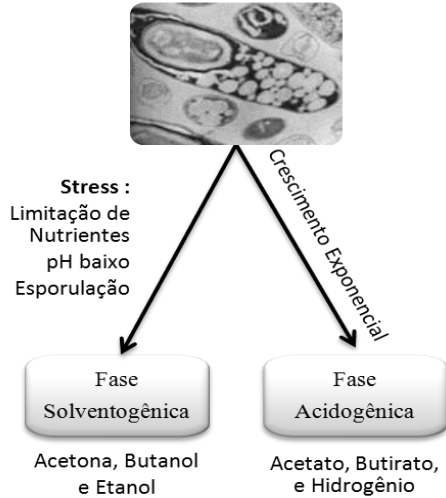 Stress :
Limitação de
Nutrientes
pH baixo
Esporulação
Crescimento Exponencial
Fase
Solventogênica
Fase
Acidogênica
Acetona, Butanol
e Etanol
Acetato, Butirato,
e Hidrogênio